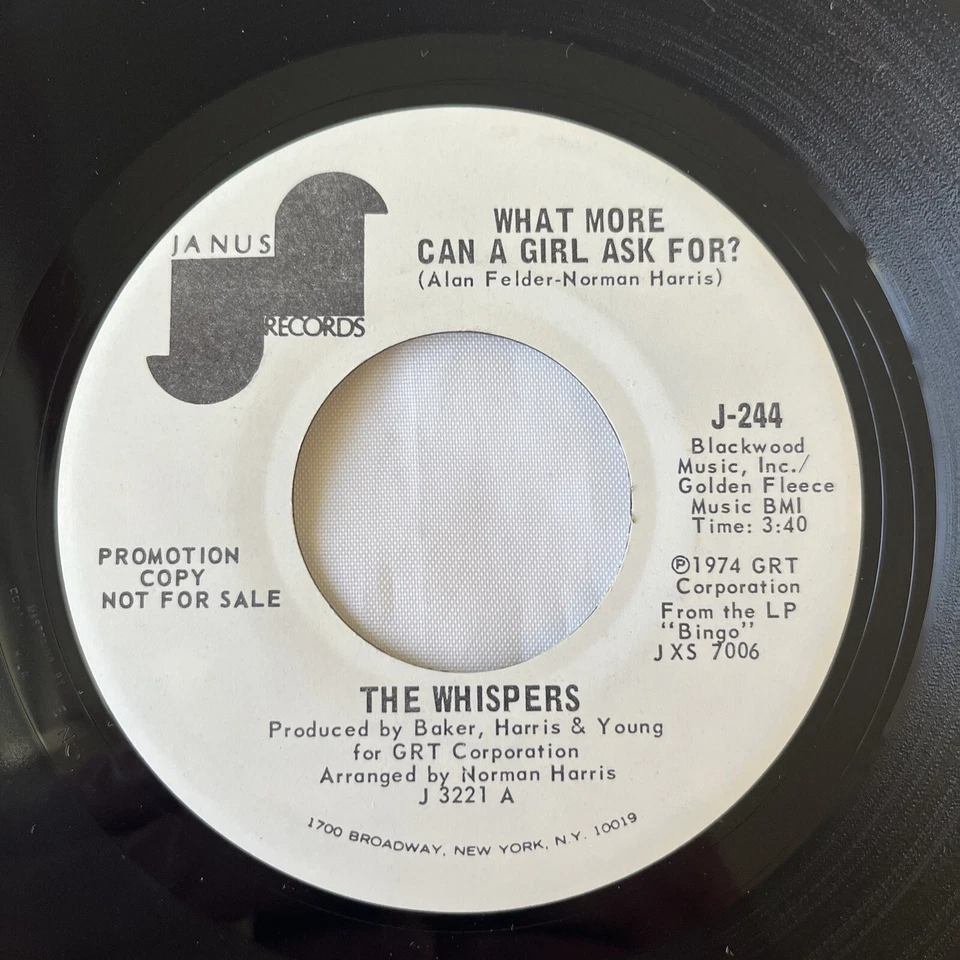 JANUS
RECORDS
WHAT MORE
CAN A GIRL ASK FOR?
(Alan Felder-Norman Harris)
J-244
Blackwood
Music, Inc./
Golden Fleece
Music BMI
Time: 3:40
℗1974 GRT
Corporation
From the LP
"Bingo"
JXS 7006
PROMOTION
COPY
NOT FOR SALE
THE WHISPERS
Produced by Baker, Harris & Young
for GRT Corporation
Arranged by Norman Harris
J 3221 A
1700 BROADWAY, NEW YORK, N.Y. 10019